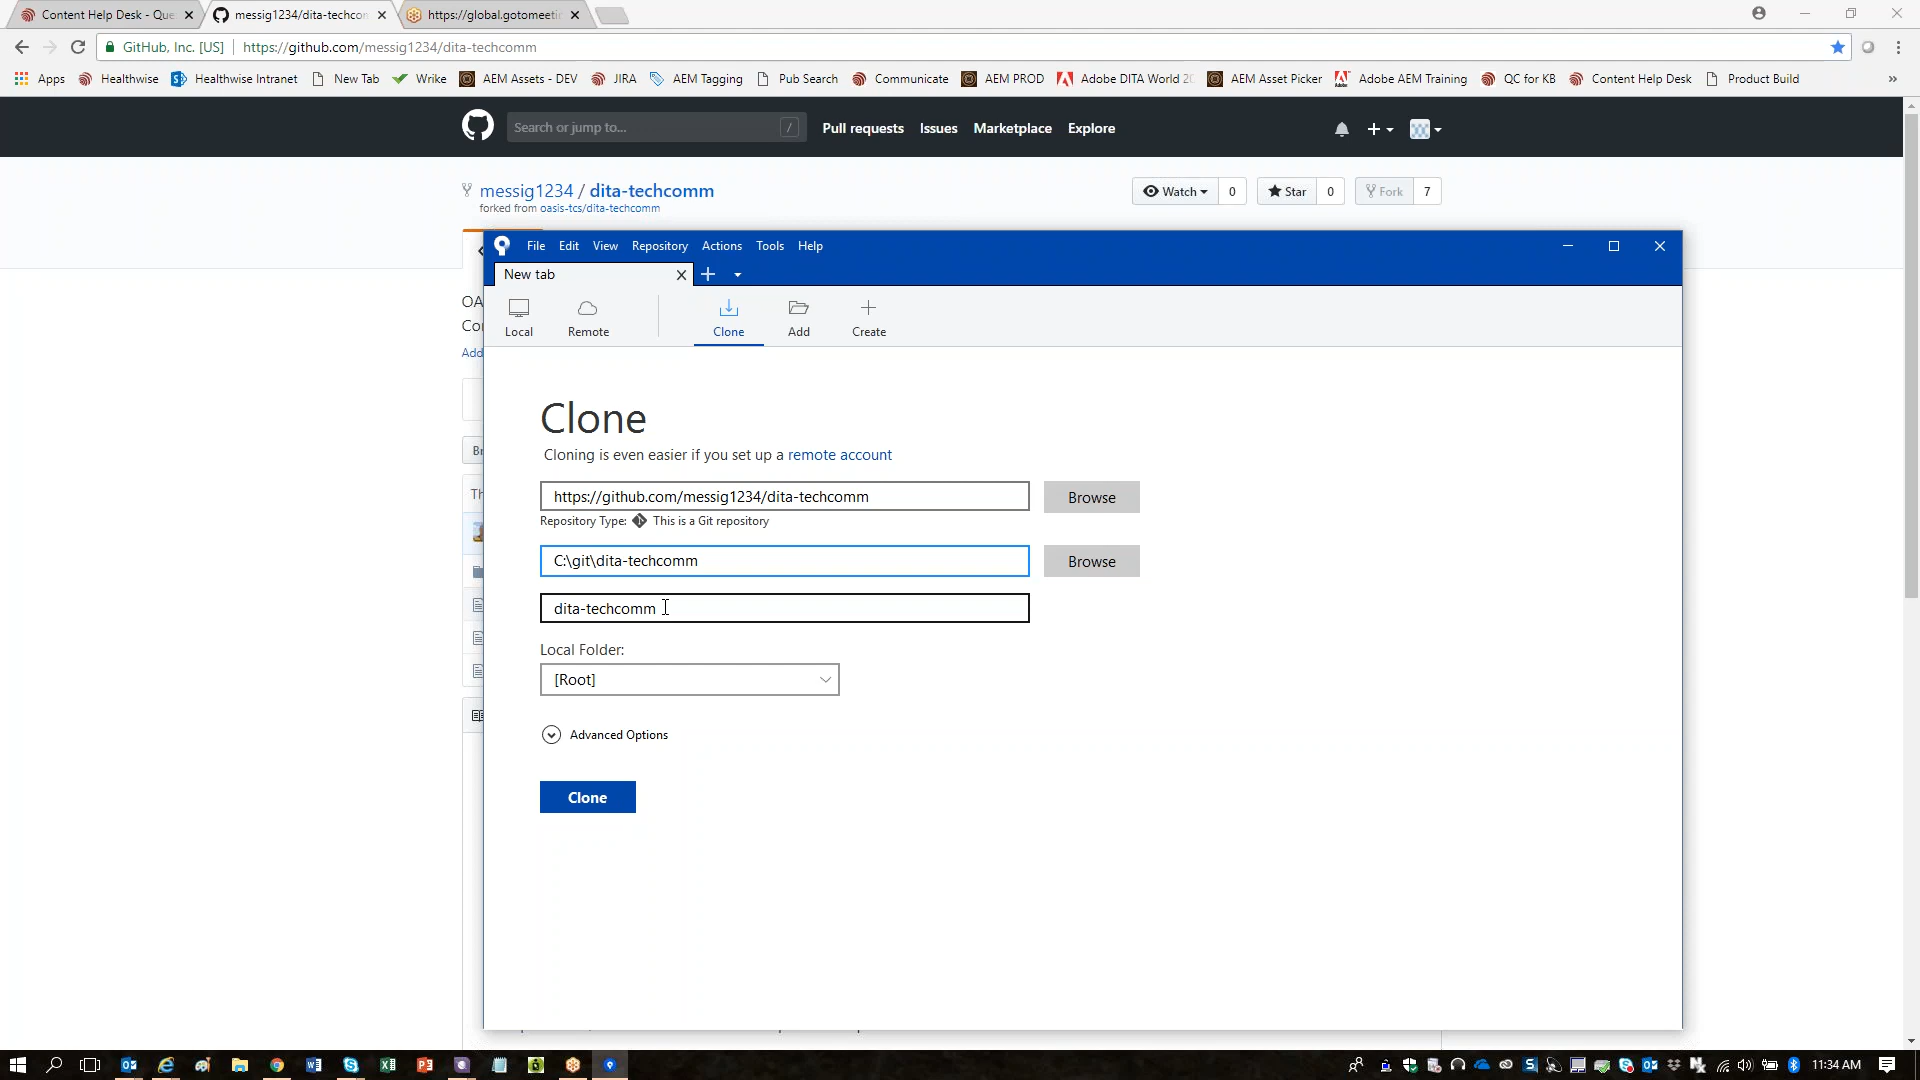 Content Help Desk - Que
messig1234/dita-techcom
https://global.gotomeetin
GitHub, Inc. [US]
https://github.com/messig1234/dita-techcomm
Apps
Healthwise
Healthwise Intranet
New Tab
Wrike
AEM Assets - DEV
JIRA
AEM Tagging
Pub Search
Communicate
AEM PROD
Adobe DITA World 20
AEM Asset Picker
Adobe AEM Training
QC for KB
Content Help Desk
Product Build
»
Search or jump to...
/
Pull requests
Issues
Marketplace
Explore
messig1234 / dita-techcomm
forked from oasis-tcs/dita-techcomm
Watch
0
Star
0
Fork
7
File
Edit
View
Repository
Actions
Tools
Help
New tab
OA
Co
Add
Br
Th
Local
Remote
Clone
Add
Create
Clone
Cloning is even easier if you set up a remote account
https://github.com/messig1234/dita-techcomm
Browse
Repository Type: This is a Git repository
C:\git\dita-techcomm
Browse
dita-techcomm
Local Folder:
[Root]
Advanced Options
Clone
11:34 AM